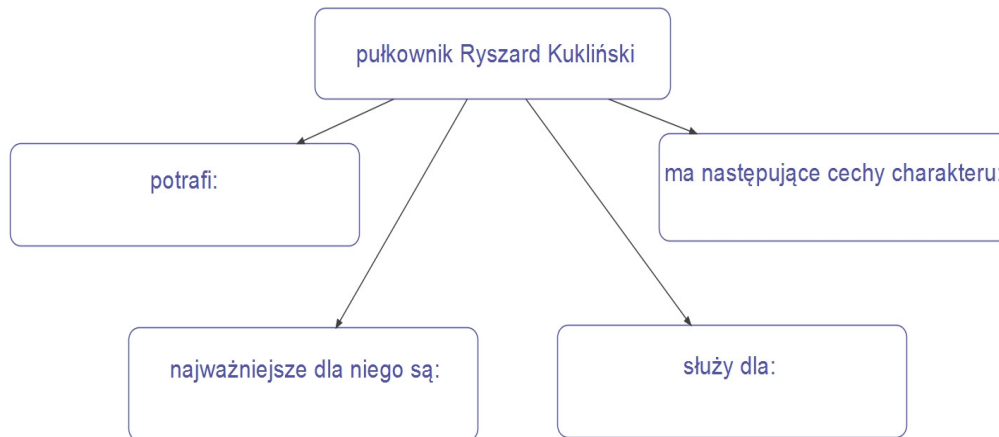 pułkownik Ryszard Kukliński
potrafi:
ma następujące cechy charakteru:
najważniejsze dla niego są:
służy dla: